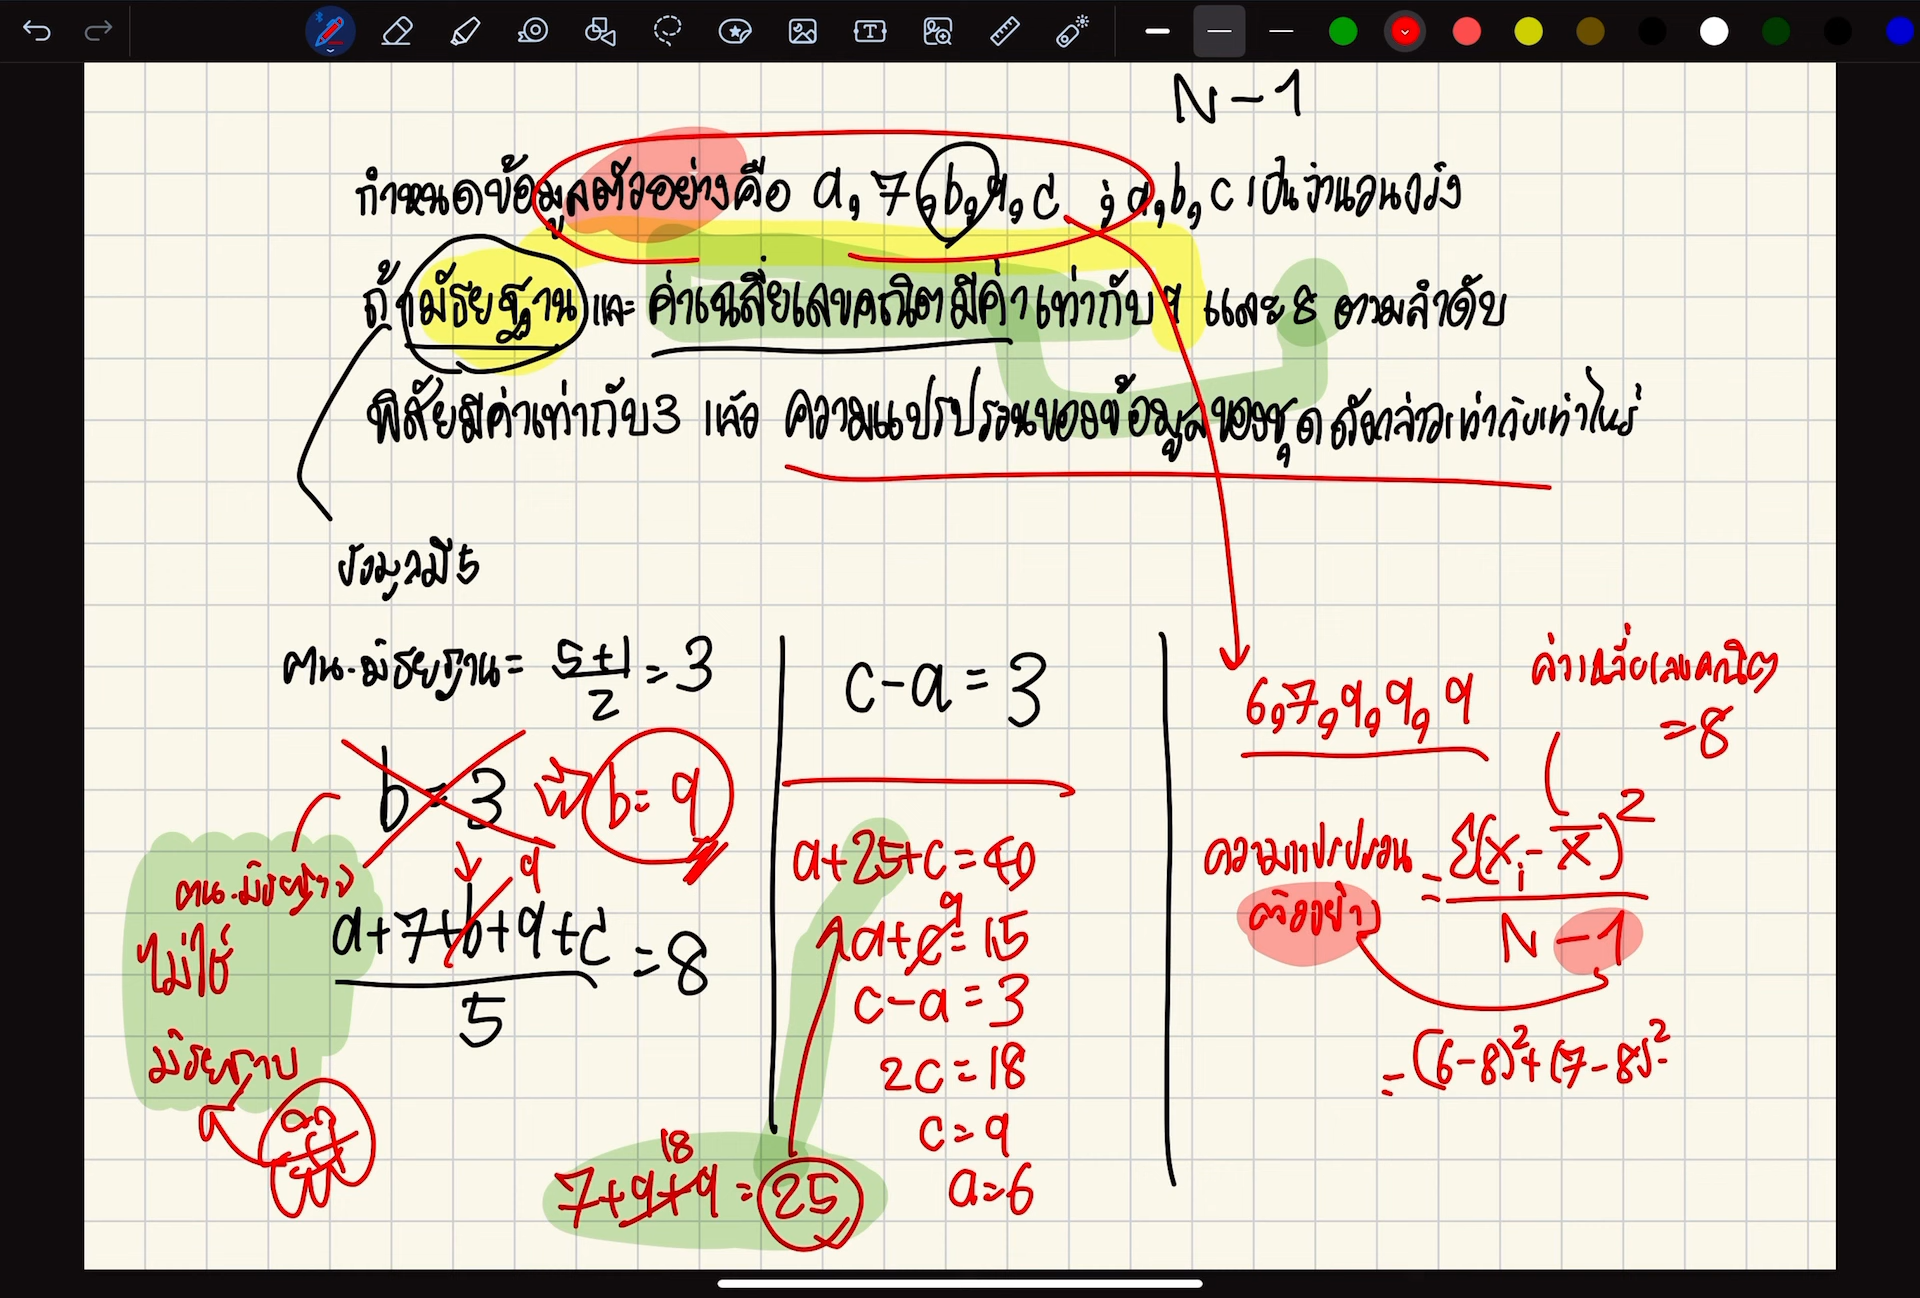 N - 1
กำหนดข้อมูลตัวอย่างคือ a, 7, b, 9, c ; a, b, c เป็นจำนวนจริง
ถ้ามัธยฐาน และ ค่าเฉลี่ยเลขคณิตมีค่าเท่ากับ 9 และ 8 ตามลำดับ
พิสัยมีค่าเท่ากับ 3 แล้ว ความแปรปรวนของข้อมูลของชุดดังกล่าวเท่ากับเท่าไหร่
ข้อมูลมี 5
ตน.มัธยฐาน = 5+1/2 = 3
b = 3
b = 9
ตน.มัธยฐาน
ไม่ใช่
มัธยฐาน
9
a+7+b+9+c/5 = 8
18
7+9+9 = 25
c - a = 3
a+25+c = 40
9
a+c = 15
c - a = 3
2c = 18
c = 9
a = 6
6, 7, 9, 9, 9
ค่าเฉลี่ยเลขคณิต
= 8
ความแปรปรวน
ตัวอย่าง
= Σ(xi - x̄)²/N - 1
= (6-8)²+(7-8)²